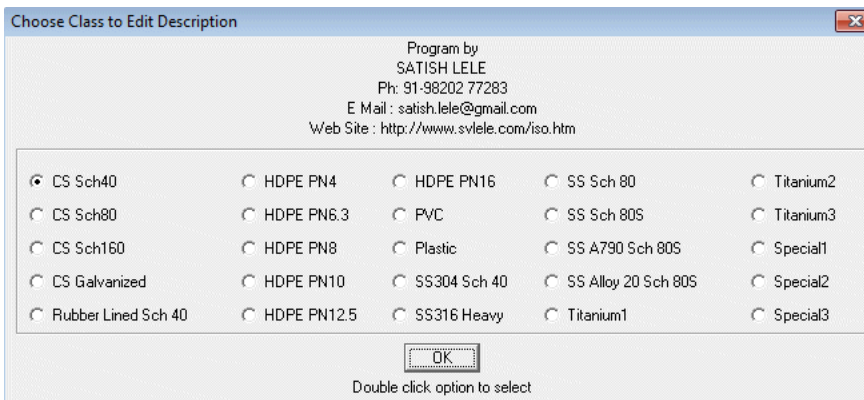 Choose Class to Edit Description
Program by
SATISH LELE
Ph: 91-98202 77283
E Mail : satish.lele@gmail.com
Web Site : http://www.svlele.com/iso.htm
CS Sch40
CS Sch80
CS Sch160
CS Galvanized
Rubber Lined Sch 40
HDPE PN4
HDPE PN6.3
HDPE PN8
HDPE PN10
HDPE PN12.5
HDPE PN16
PVC
Plastic
SS304 Sch 40
SS316 Heavy
SS Sch 80
SS Sch 80S
SS A790 Sch 80S
SS Alloy 20 Sch 80S
Titanium1
Titanium2
Titanium3
Special1
Special2
Special3
OK
Double click option to select